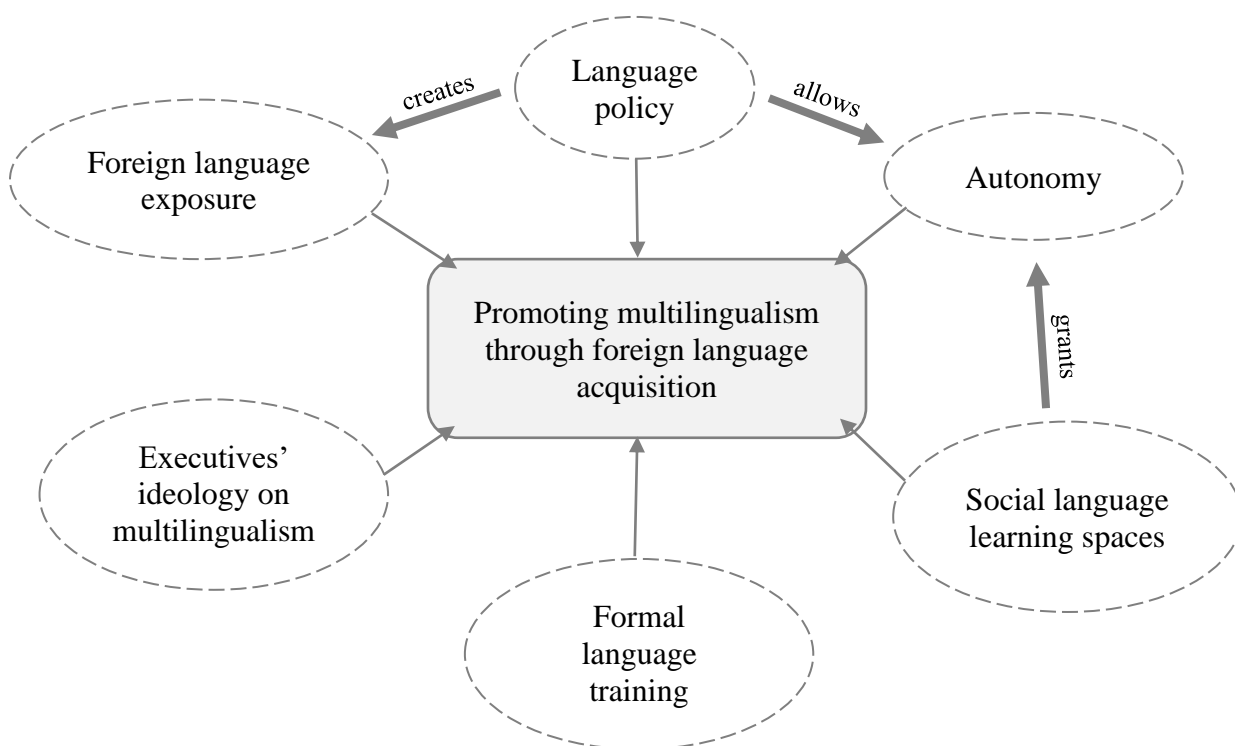 Language
policy
creates
allows
Foreign language
exposure
Autonomy
Promoting multilingualism
through foreign language
acquisition
grants
Executives’
ideology on
multilingualism
Social language
learning spaces
Formal
language
training